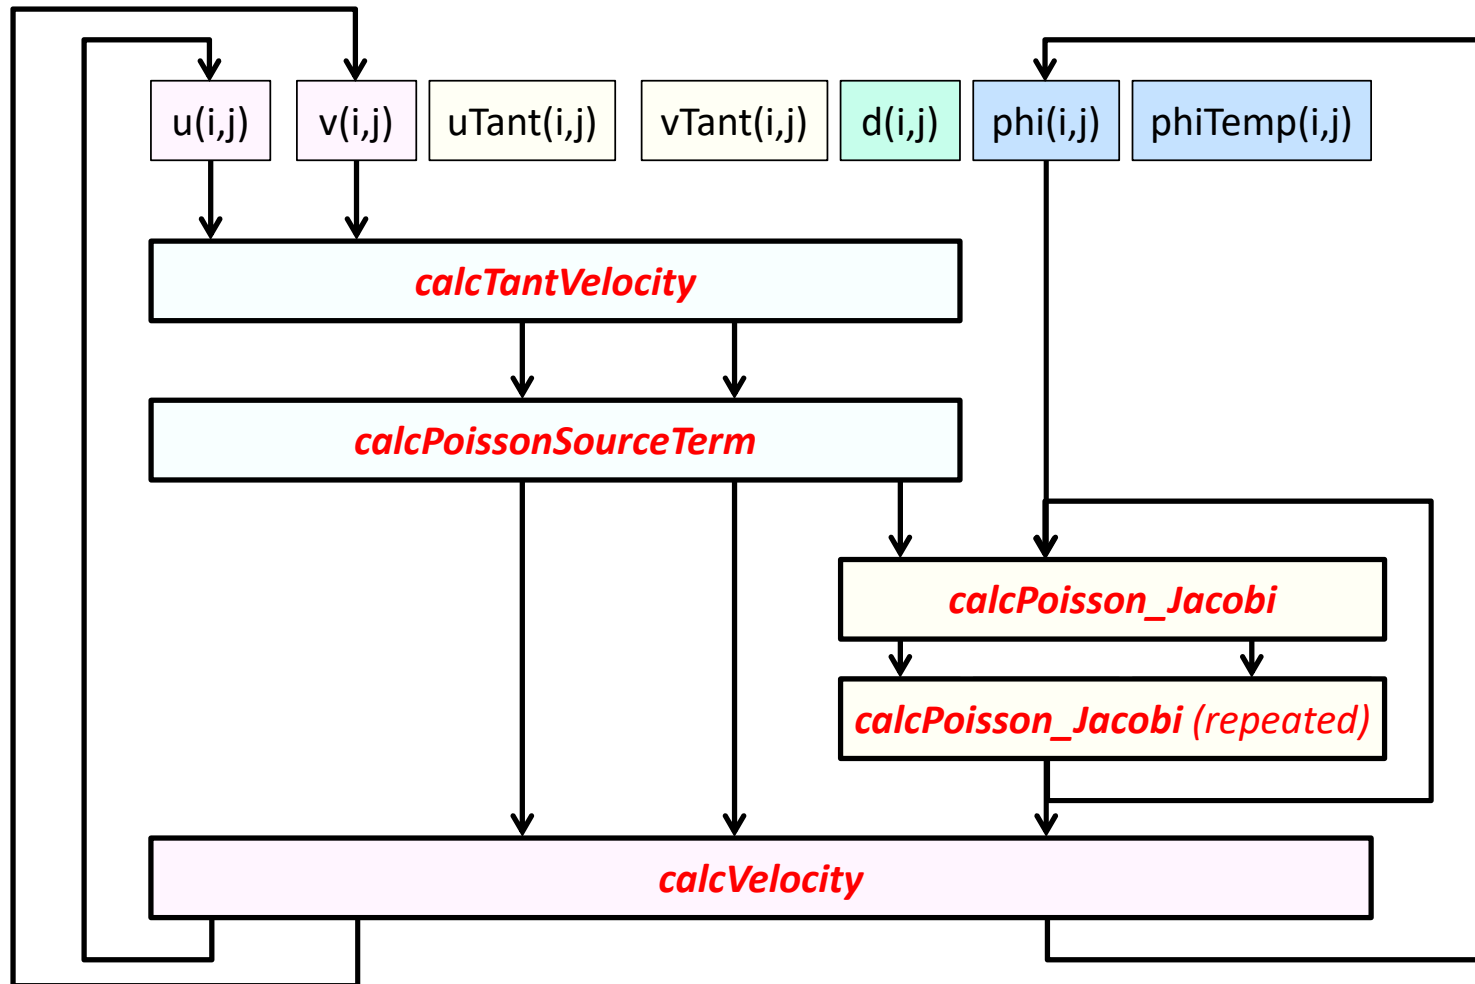 u(i,j) v(i,j) uTant(i,j) vTant(i,j) d(i,j) phi(i,j) phiTemp(i,j)
calcTantVelocity
calcPoissonSourceTerm
calcPoisson_Jacobi
calcPoisson_Jacobi (repeated)
calcVelocity